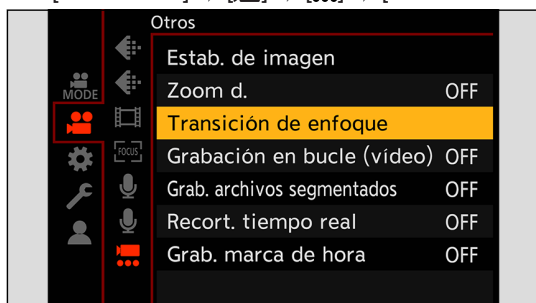 Otros
MODE
FOCUS
Estab. de imagen
Zoom d. OFF
Transición de enfoque
Grabación en bucle (vídeo) OFF
Grab. archivos segmentados OFF
Recort. tiempo real OFF
Grab. marca de hora OFF